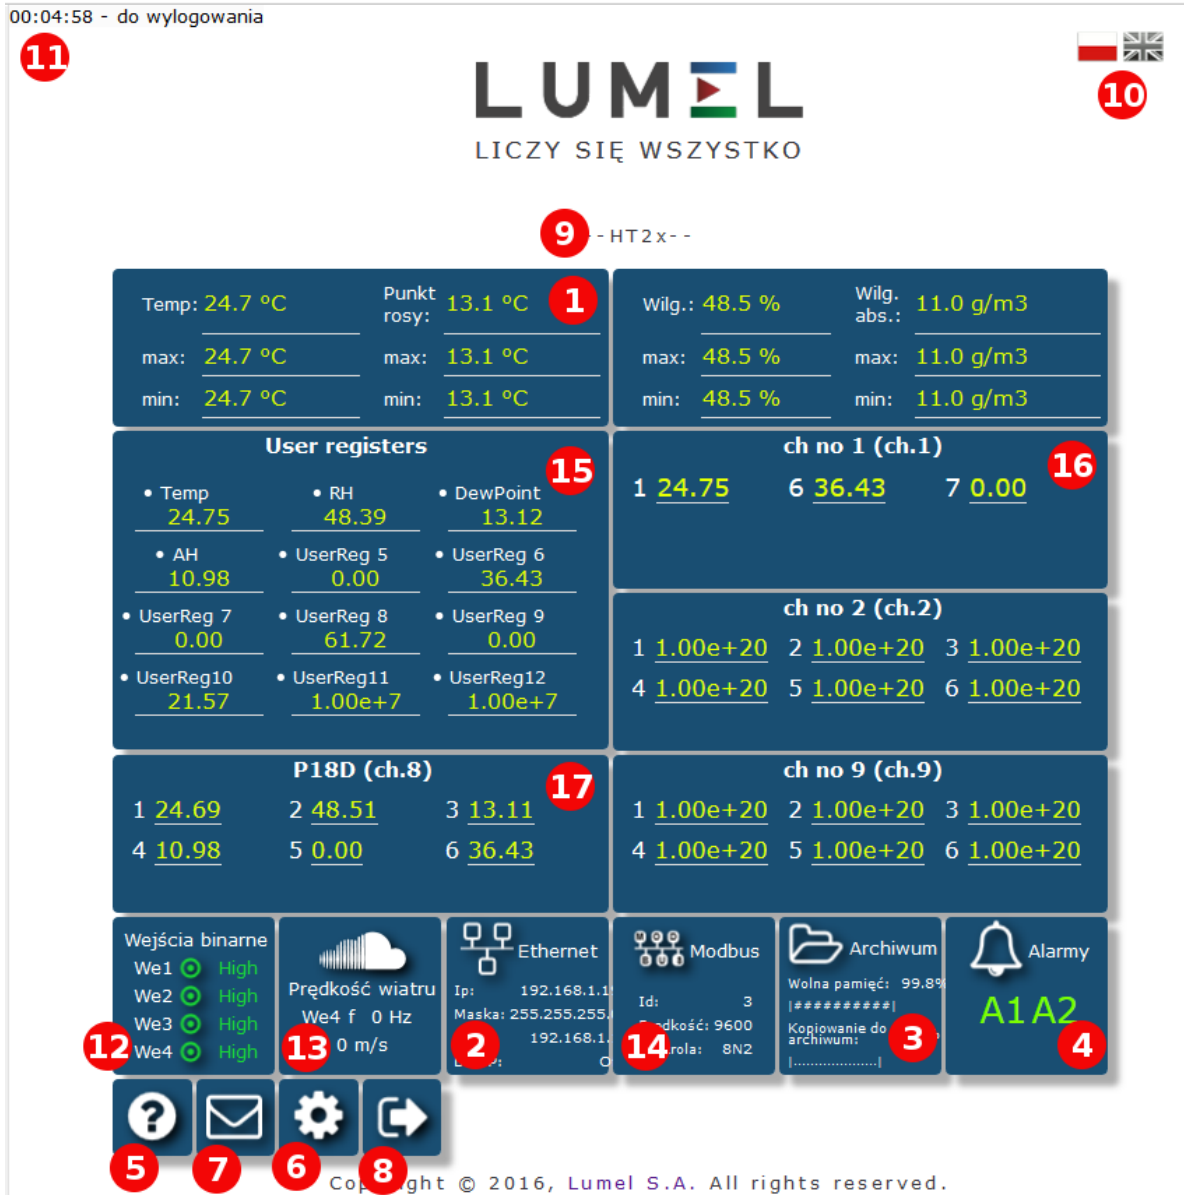 00:04:58 - do wylogowania
11
10
LUMEL
LICZY SIĘ WSZYSTKO
9 --HT2x--
Temp: 24.7 °C Punkt rosy: 13.1 °C 1
max: 24.7 °C max: 13.1 °C
min: 24.7 °C min: 13.1 °C
Wilg.: 48.5 % Wilg. abs.: 11.0 g/m3
max: 48.5 % max: 11.0 g/m3
min: 48.5 % min: 11.0 g/m3
User registers
15
• Temp • RH • DewPoint
24.75 48.39 13.12
• AH • UserReg 5 • UserReg 6
10.98 0.00 36.43
• UserReg 7 • UserReg 8 • UserReg 9
0.00 61.72 0.00
• UserReg10 • UserReg11 • UserReg12
21.57 1.00e+7 1.00e+7
ch no 1 (ch.1)
16
1 24.75 6 36.43 7 0.00
ch no 2 (ch.2)
1 1.00e+20 2 1.00e+20 3 1.00e+20
4 1.00e+20 5 1.00e+20 6 1.00e+20
P18D (ch.8)
17
1 24.69 2 48.51 3 13.11
4 10.98 5 0.00 6 36.43
ch no 9 (ch.9)
1 1.00e+20 2 1.00e+20 3 1.00e+20
4 1.00e+20 5 1.00e+20 6 1.00e+20
Wejścia binarne
We1 High
We2 High
We3 High
We4 High
12
Prędkość wiatru
We4 f 0 Hz
0 m/s
13
Ethernet
Ip: 192.168.1.1
Maska: 255.255.255.
192.168.1.
2
Modbus
Id: 3
9600
8N2
14
Archiwum
Wolna pamięć: 99.8%
|##########|
Kopiowanie do
archiwum:
|....................|
3
Alarmy
A1 A2
4
5
7
6
8
© 2016, Lumel S.A. All rights reserved.